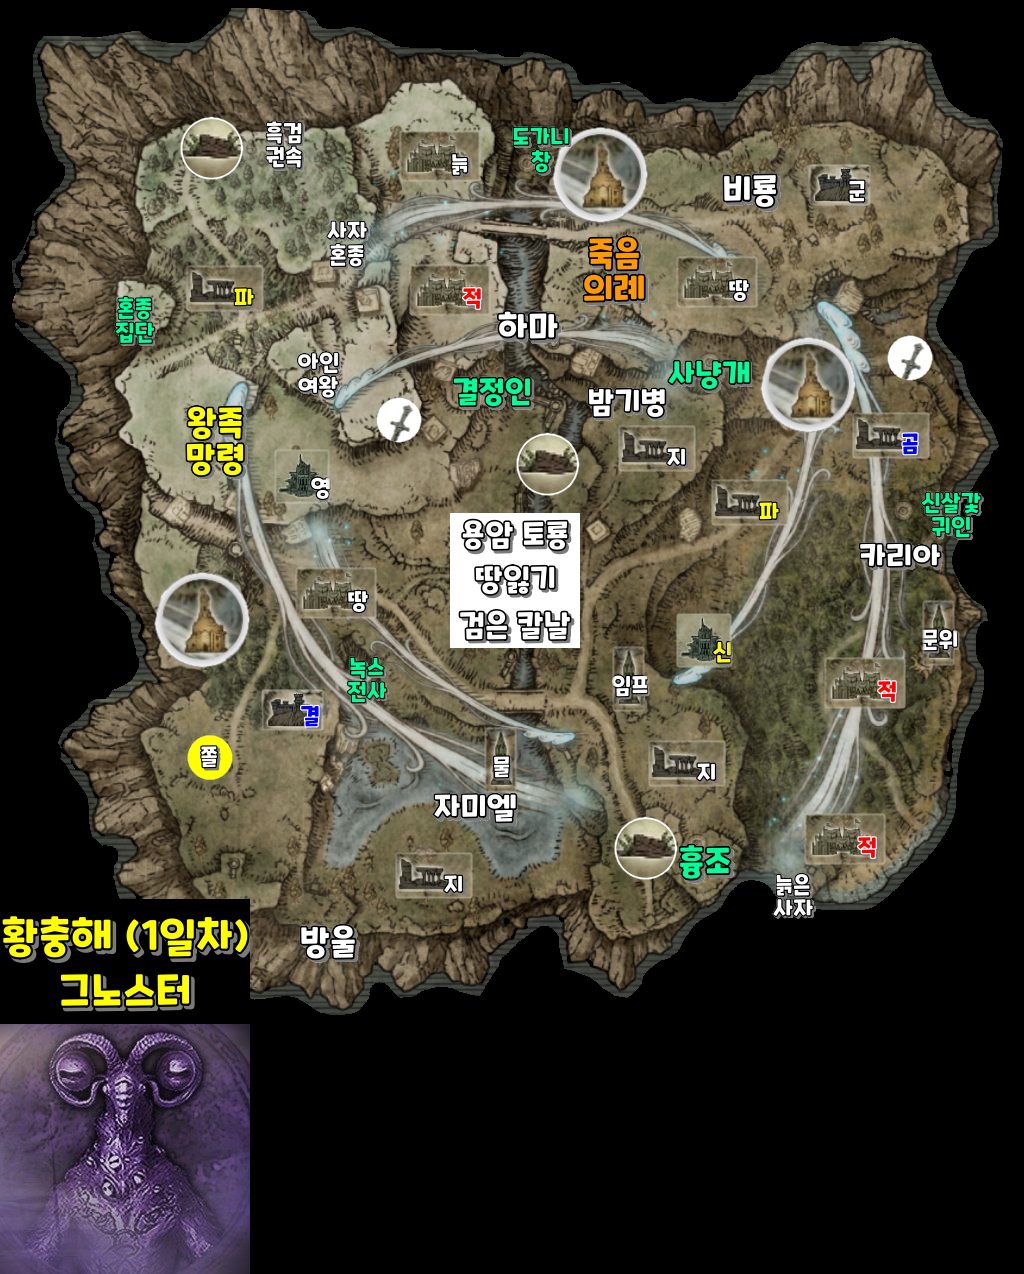 흑검
권속
늙
도가니
창
비룡
군
사자
혼종
죽음
의례
파
적
땅
혼종
집단
하마
아인
여왕
결정인
사냥개
밤기병
왕족
망령
지
곰
영
파
신살갗
귀인
용암 토룡
땅잃기
검은 칼날
카리아
땅
신
문위
녹스
전사
임프
적
결
쫄
물
지
자미엘
적
흉조
지
늙은
사자
방울
황충해 (1일차)
그노스터